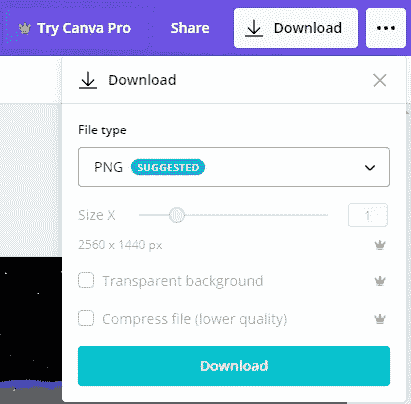 Try Canva Pro Share Download
Download
File type
PNG SUGGESTED
Size X 1
2560 x 1440 px
Transparent background
Compress file (lower quality)
Download